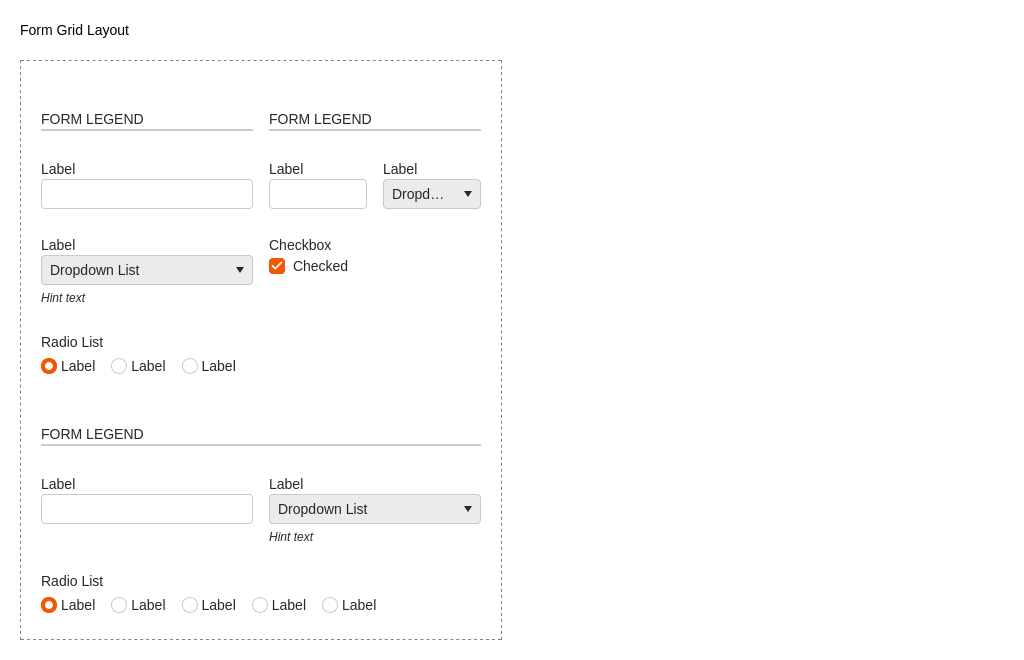 Form Grid Layout
FORM LEGEND FORM LEGEND
Label Label Label
Dropd…
Label Checkbox
Dropdown List Checked
Hint text
Radio List
Label Label Label
FORM LEGEND
Label Label
Dropdown List
Hint text
Radio List
Label Label Label Label Label